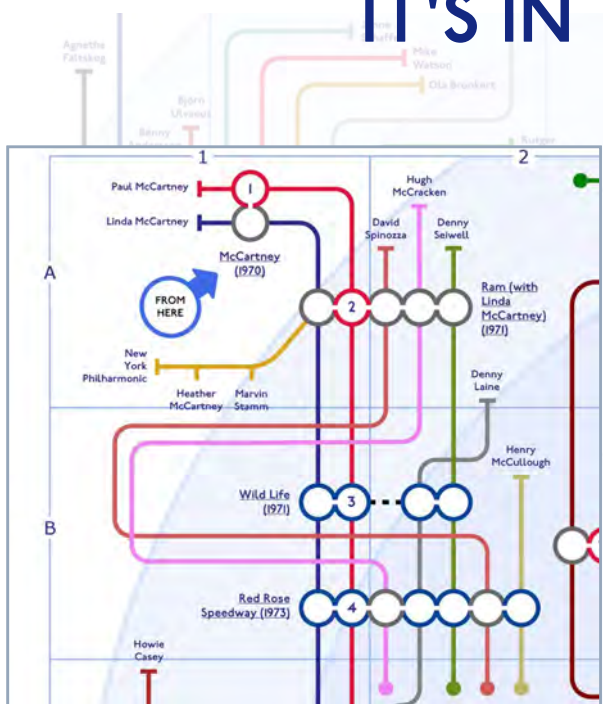 IT'S IN
Agnetha
Fältskog
Mike
Watson
Ola Brunkert
Björn
Ulvaeus
Benny
Rutger
1
2
Paul McCartney
1
Linda McCartney
McCartney
(1970)
Hugh
McCracken
David
Spinozza
Denny
Seiwell
A
FROM
HERE
2
Ram (with
Linda
McCartney)
(1971)
New
York
Philharmonic
Heather
McCartney
Marvin
Stamm
Denny
Laine
Henry
McCullough
Wild Life
(1971)
3
B
Red Rose
Speedway (1973)
4
Howie
Casey